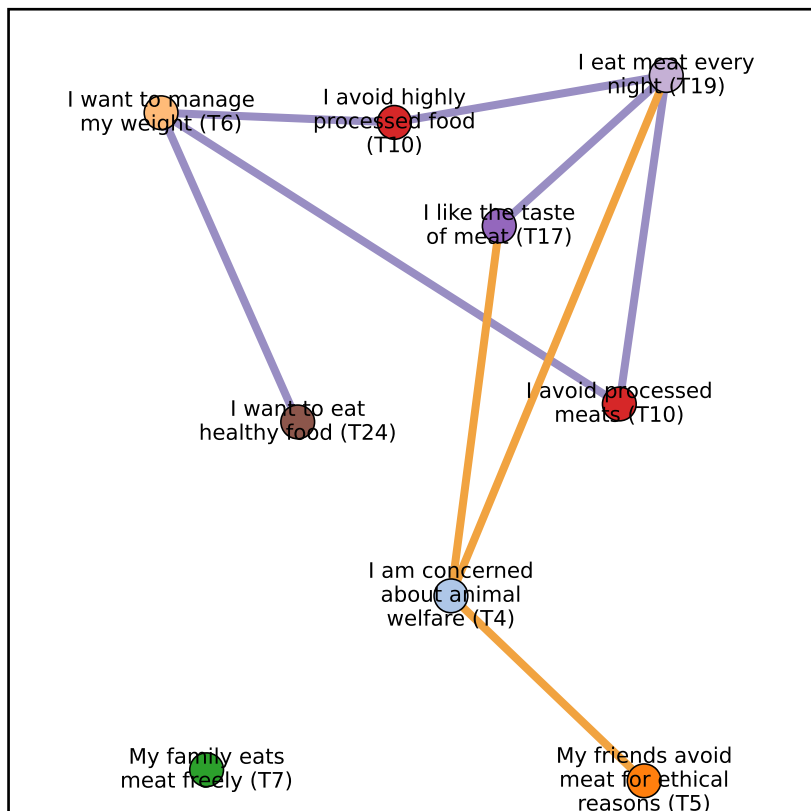 I eat meat every
night (T19)
I want to manage
my weight (T6)
I avoid highly
processed food
(T10)
I like the taste
of meat (T17)
I avoid processed
meats (T10)
I want to eat
healthy food (T24)
I am concerned
about animal
welfare (T4)
My family eats
meat freely (T7)
My friends avoid
meat for ethical
reasons (T5)